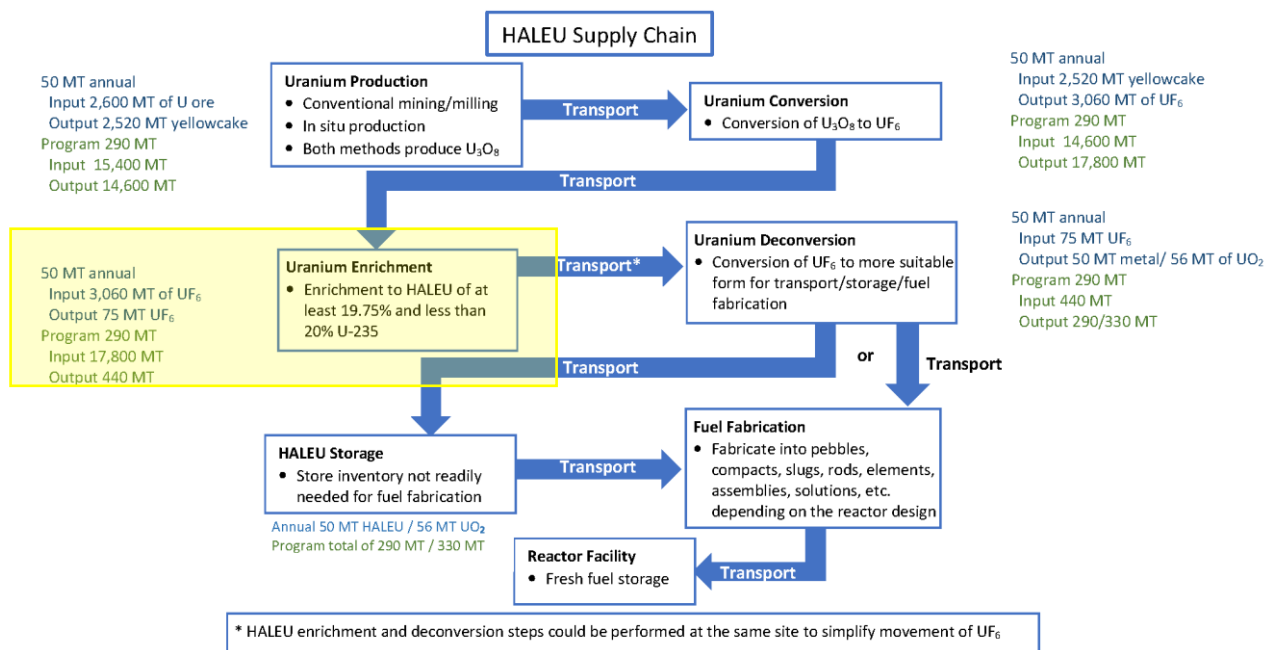 HALEU Supply Chain
50 MT annual
Input 2,600 MT of U ore
Output 2,520 MT yellowcake
Program 290 MT
Input 15,400 MT
Output 14,600 MT
Uranium Production
• Conventional mining/milling
• In situ production
• Both methods produce U₃O₈
Transport
Uranium Conversion
• Conversion of U₃O₈ to UF₆
50 MT annual
Input 2,520 MT yellowcake
Output 3,060 MT of UF₆
Program 290 MT
Input 14,600 MT
Output 17,800 MT
Transport
50 MT annual
Input 3,060 MT of UF₆
Output 75 MT UF₆
Program 290 MT
Input 17,800 MT
Output 440 MT
Uranium Enrichment
• Enrichment to HALEU of at
least 19.75% and less than
20% U-235
Transport*
Uranium Deconversion
• Conversion of UF₆ to more suitable
form for transport/storage/fuel
fabrication
50 MT annual
Input 75 MT UF₆
Output 50 MT metal/ 56 MT of UO₂
Program 290 MT
Input 440 MT
Output 290/330 MT
Transport
or
Transport
HALEU Storage
• Store inventory not readily
needed for fuel fabrication
Annual 50 MT HALEU / 56 MT UO₂
Program total of 290 MT / 330 MT
Transport
Fuel Fabrication
• Fabricate into pebbles,
compacts, slugs, rods, elements,
assemblies, solutions, etc.
depending on the reactor design
Reactor Facility
• Fresh fuel storage
Transport
* HALEU enrichment and deconversion steps could be performed at the same site to simplify movement of UF₆